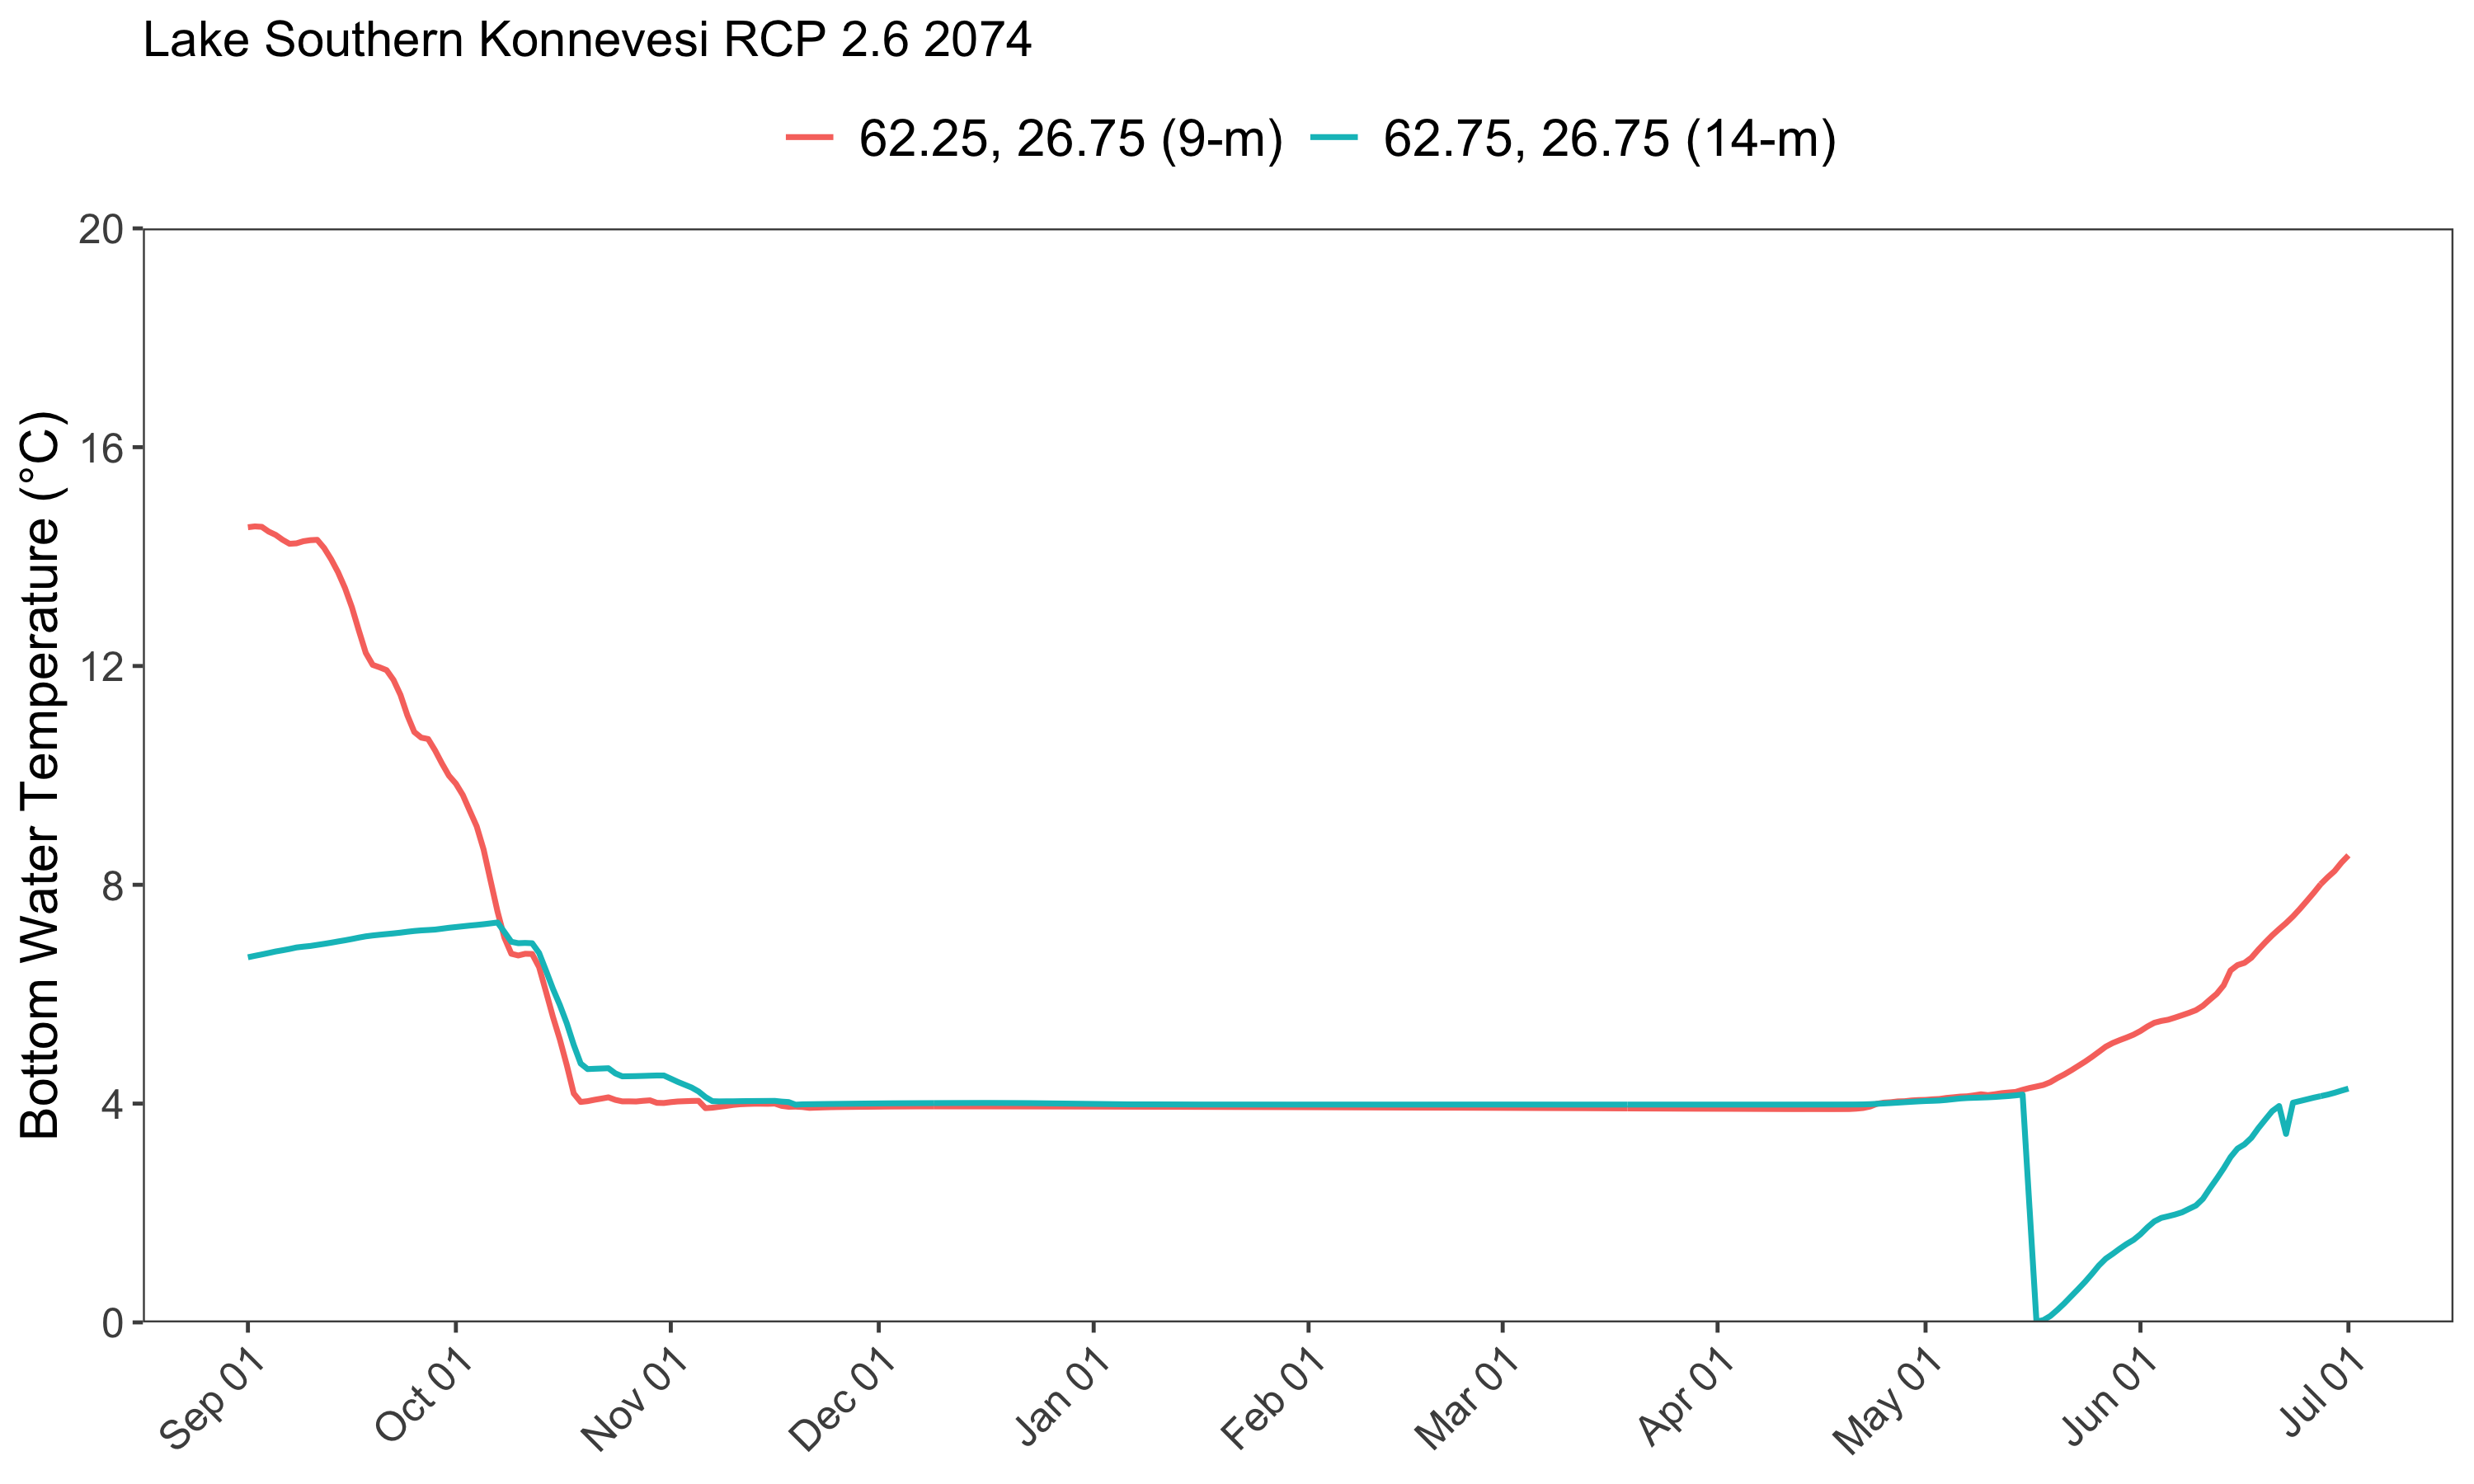 Lake Southern Konnevesi RCP 2.6 2074
62.25, 26.75 (9-m) 62.75, 26.75 (14-m)
Bottom Water Temperature (°C)
20
16
12
8
4
0
Sep 01 Oct 01 Nov 01 Dec 01 Jan 01 Feb 01 Mar 01 Apr 01 May 01 Jun 01 Jul 01